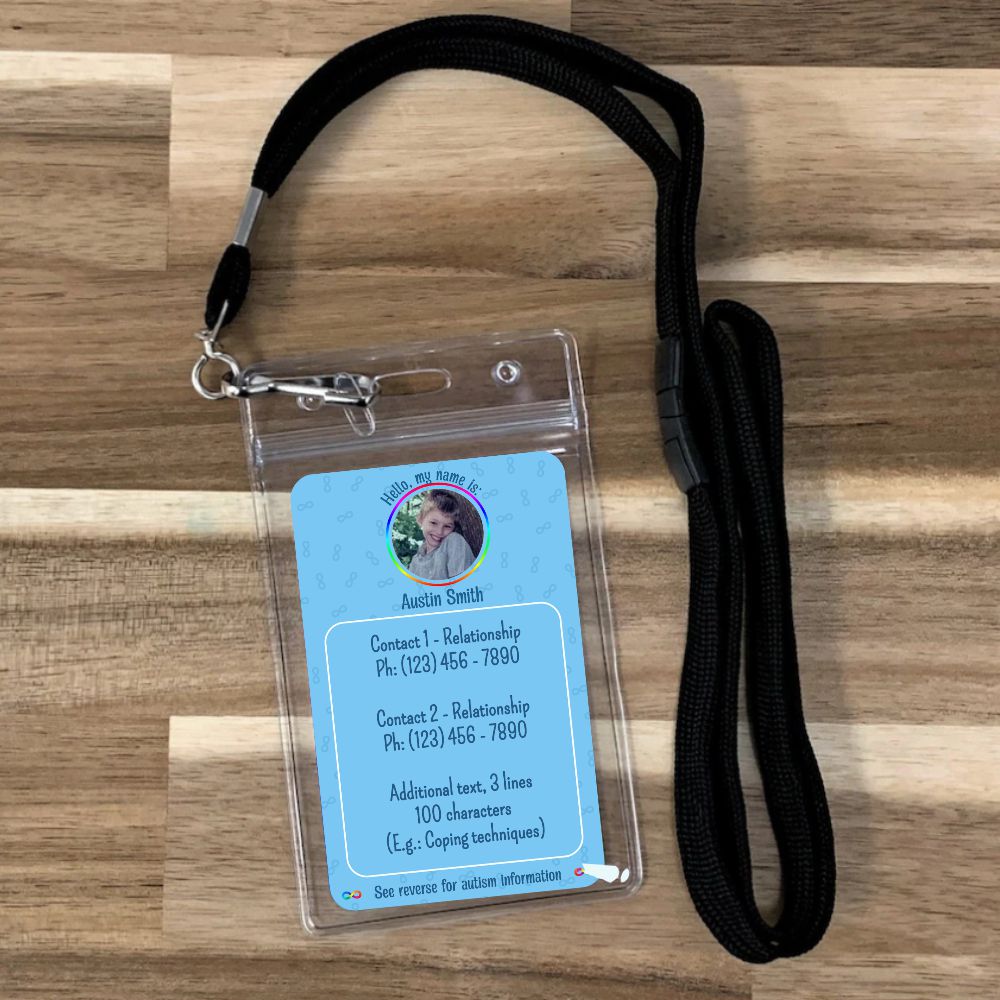 Hello, my name is:
Austin Smith
Contact 1 - Relationship
Ph: (123) 456 - 7890
Contact 2 - Relationship
Ph: (123) 456 - 7890
Additional text, 3 lines
100 characters
(E.g.: Coping techniques)
See reverse for autism information